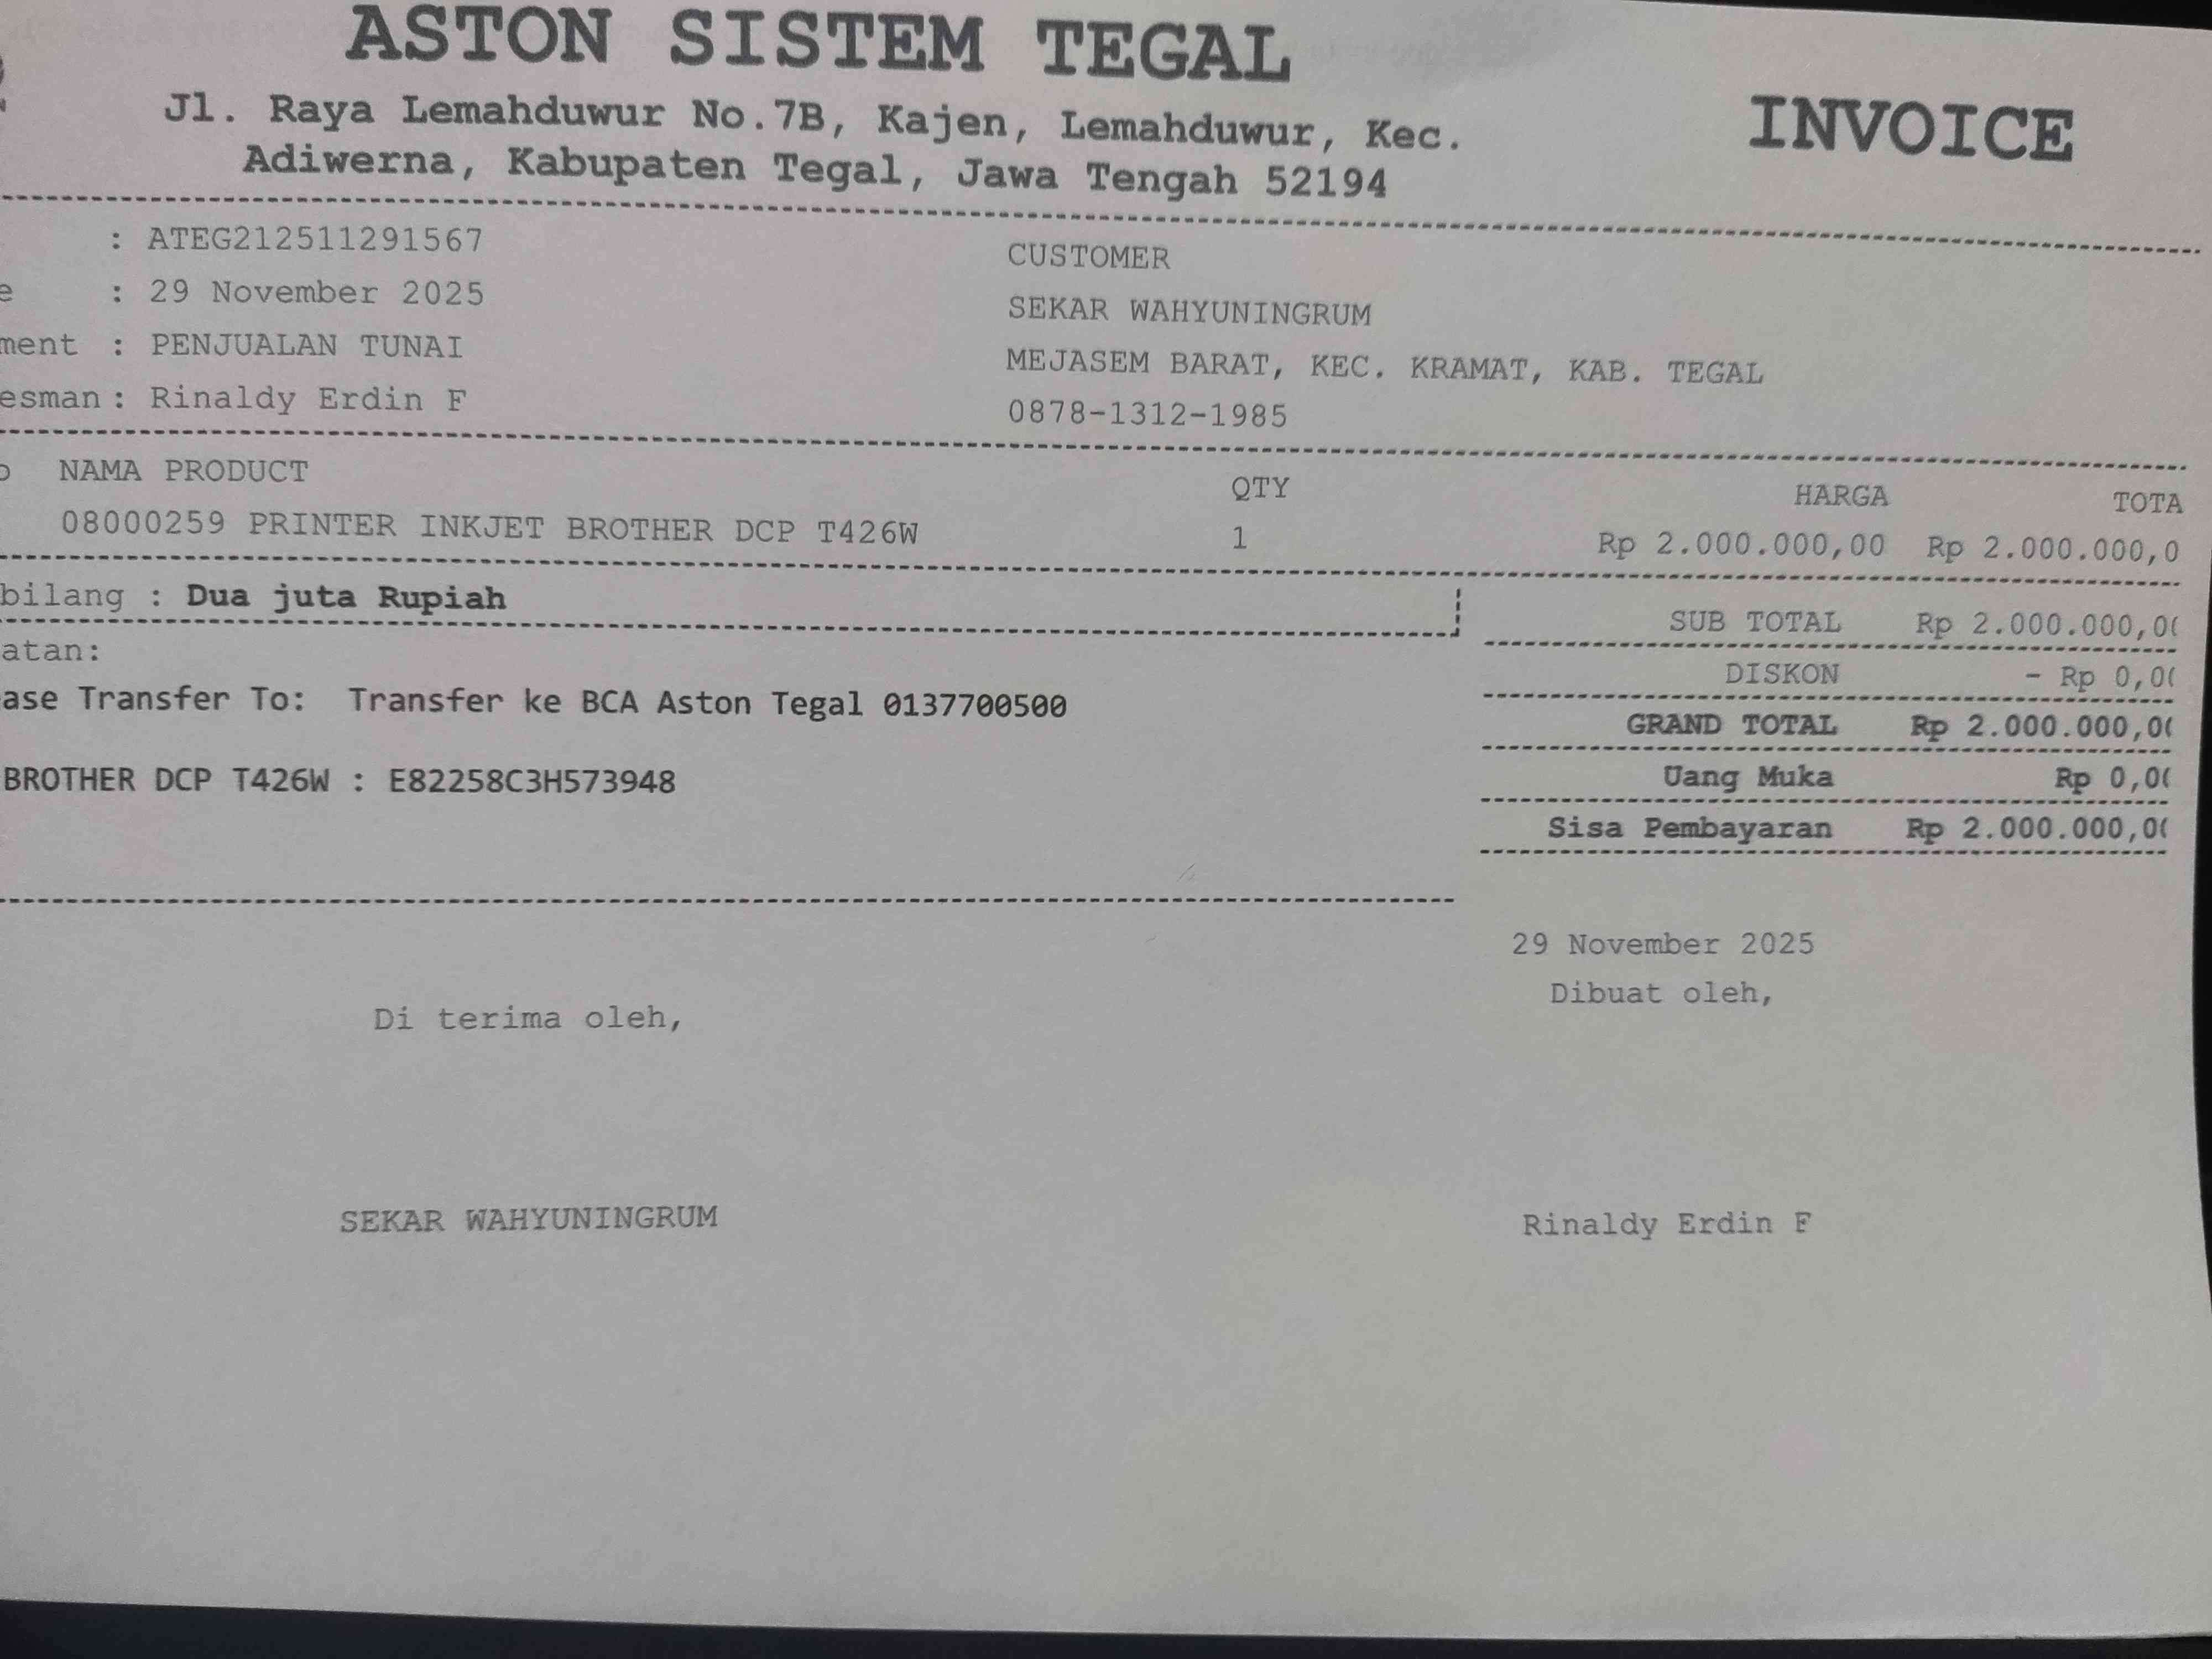 ASTON SISTEM TEGAL
Jl. Raya Lemahduwur No.7B, Kajen, Lemahduwur, Kec.
Adiwerna, Kabupaten Tegal, Jawa Tengah 52194
INVOICE
: ATEG212511291567
e : 29 November 2025
ment : PENJUALAN TUNAI
esman : Rinaldy Erdin F
CUSTOMER
SEKAR WAHYUNINGRUM
MEJASEM BARAT, KEC. KRAMAT, KAB. TEGAL
0878-1312-1985
NAMA PRODUCT QTY HARGA TOTA
08000259 PRINTER INKJET BROTHER DCP T426W 1 Rp 2.000.000,00 Rp 2.000.000,0
bilang : Dua juta Rupiah
atan:
ase Transfer To: Transfer ke BCA Aston Tegal 0137700500
BROTHER DCP T426W : E82258C3H573948
SUB TOTAL Rp 2.000.000,0
DISKON - Rp 0,0
GRAND TOTAL Rp 2.000.000,0
Uang Muka Rp 0,0
Sisa Pembayaran Rp 2.000.000,0
29 November 2025
Dibuat oleh,
Di terima oleh,
SEKAR WAHYUNINGRUM
Rinaldy Erdin F